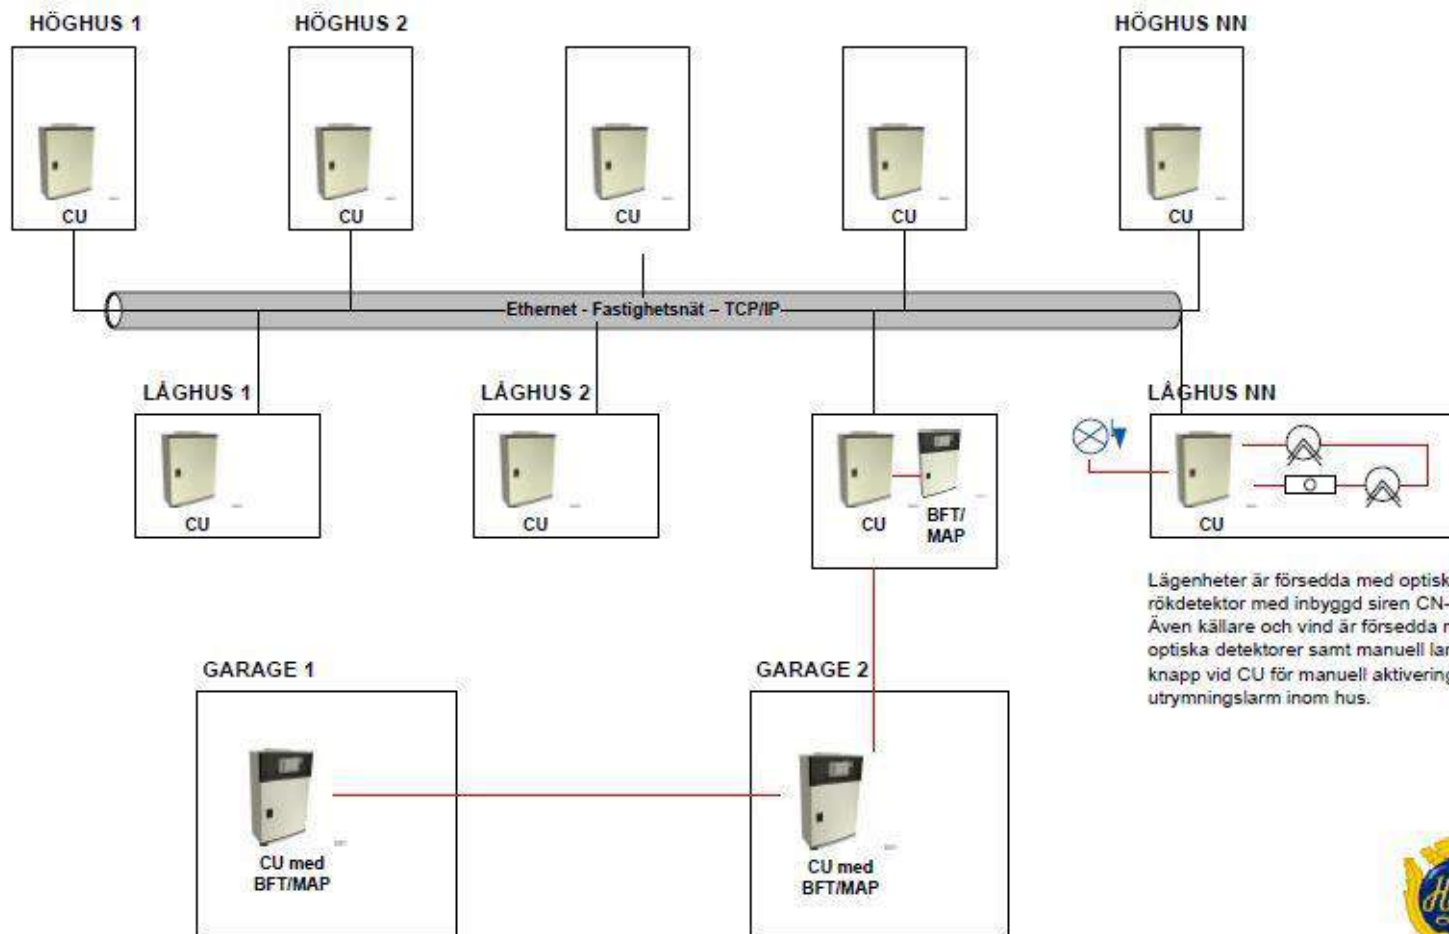 HÖGHUS 1
HÖGHUS 2
HÖGHUS NN
CU
CU
CU
CU
CU
Ethernet - Fastighetsnät – TCP/IP
LÅGHUS 1
LÅGHUS 2
LÅGHUS NN
CU
CU
CU
BFT/
MAP
CU
Lägenheter är försedda med optisk
rökdetektor med inbyggd siren CN-
Även källare och vind är försedda
optiska detektorer samt manuell
knapp vid CU för manuell aktivering
utrymningslarm inom hus.
GARAGE 1
GARAGE 2
CU med
BFT/MAP
CU med
BFT/MAP